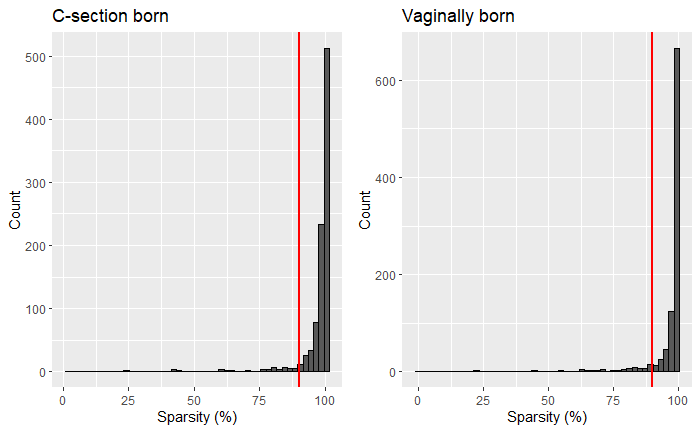 C-section born
Vaginally born
500
400
300
200
100
0
Count
0 25 50 75 100
Sparsity (%)
600
400
200
0
Count
0 25 50 75 100
Sparsity (%)